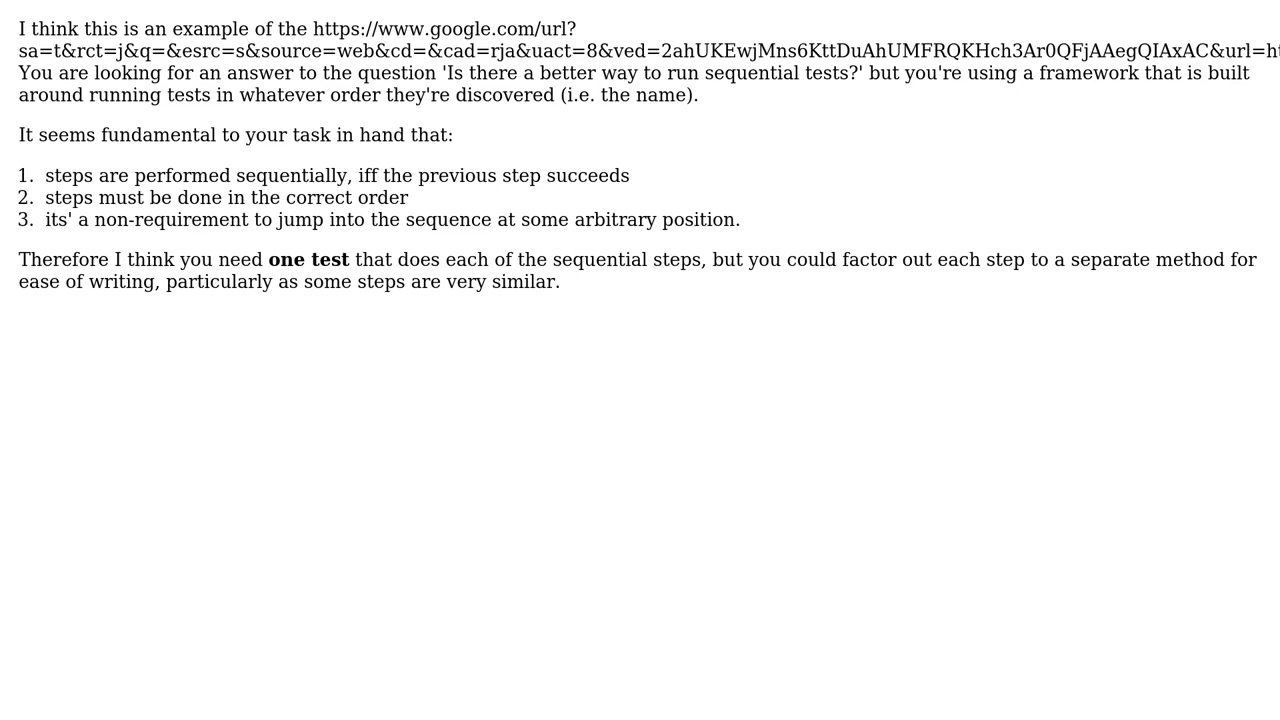 I think this is an example of the https://www.google.com/url?
sa=t&rct=j&q=&esrc=s&source=web&cd=&cad=rja&uact=8&ved=2ahUKEwjMns6KttDuAhUMFRQKHch3Ar0QFjAAegQIAxAC&url=ht
You are looking for an answer to the question 'Is there a better way to run sequential tests?' but you're using a framework that is built
around running tests in whatever order they're discovered (i.e. the name).
It seems fundamental to your task in hand that:
1. steps are performed sequentially, iff the previous step succeeds
2. steps must be done in the correct order
3. its' a non-requirement to jump into the sequence at some arbitrary position.
Therefore I think you need one test that does each of the sequential steps, but you could factor out each step to a separate method for
ease of writing, particularly as some steps are very similar.